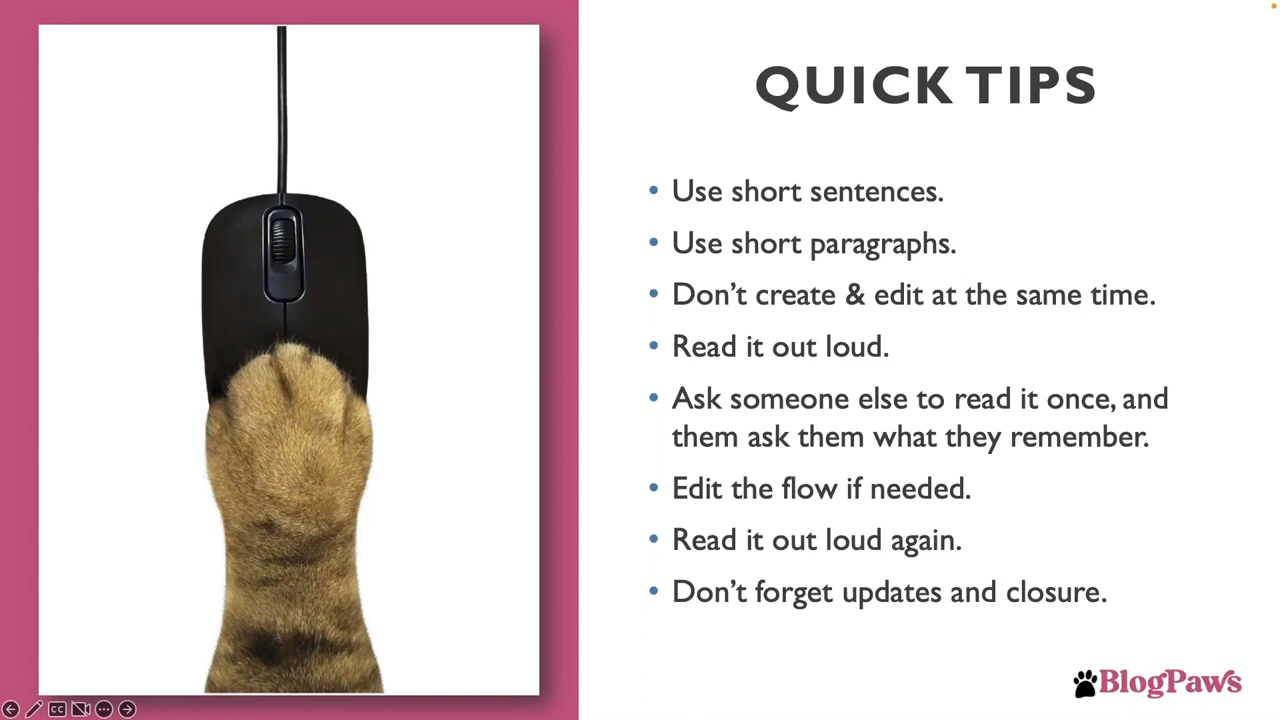 QUICK TIPS
• Use short sentences.
• Use short paragraphs.
• Don't create & edit at the same time.
• Read it out loud.
• Ask someone else to read it once, and
them ask them what they remember.
• Edit the flow if needed.
• Read it out loud again.
• Don't forget updates and closure.
BlogPaws
CC